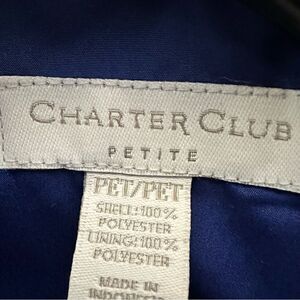 CHARTER CLUB
PETITE
PET/PET
SHELL: 100%
POLYESTER
LINING: 100%
POLYESTER
MADE IN